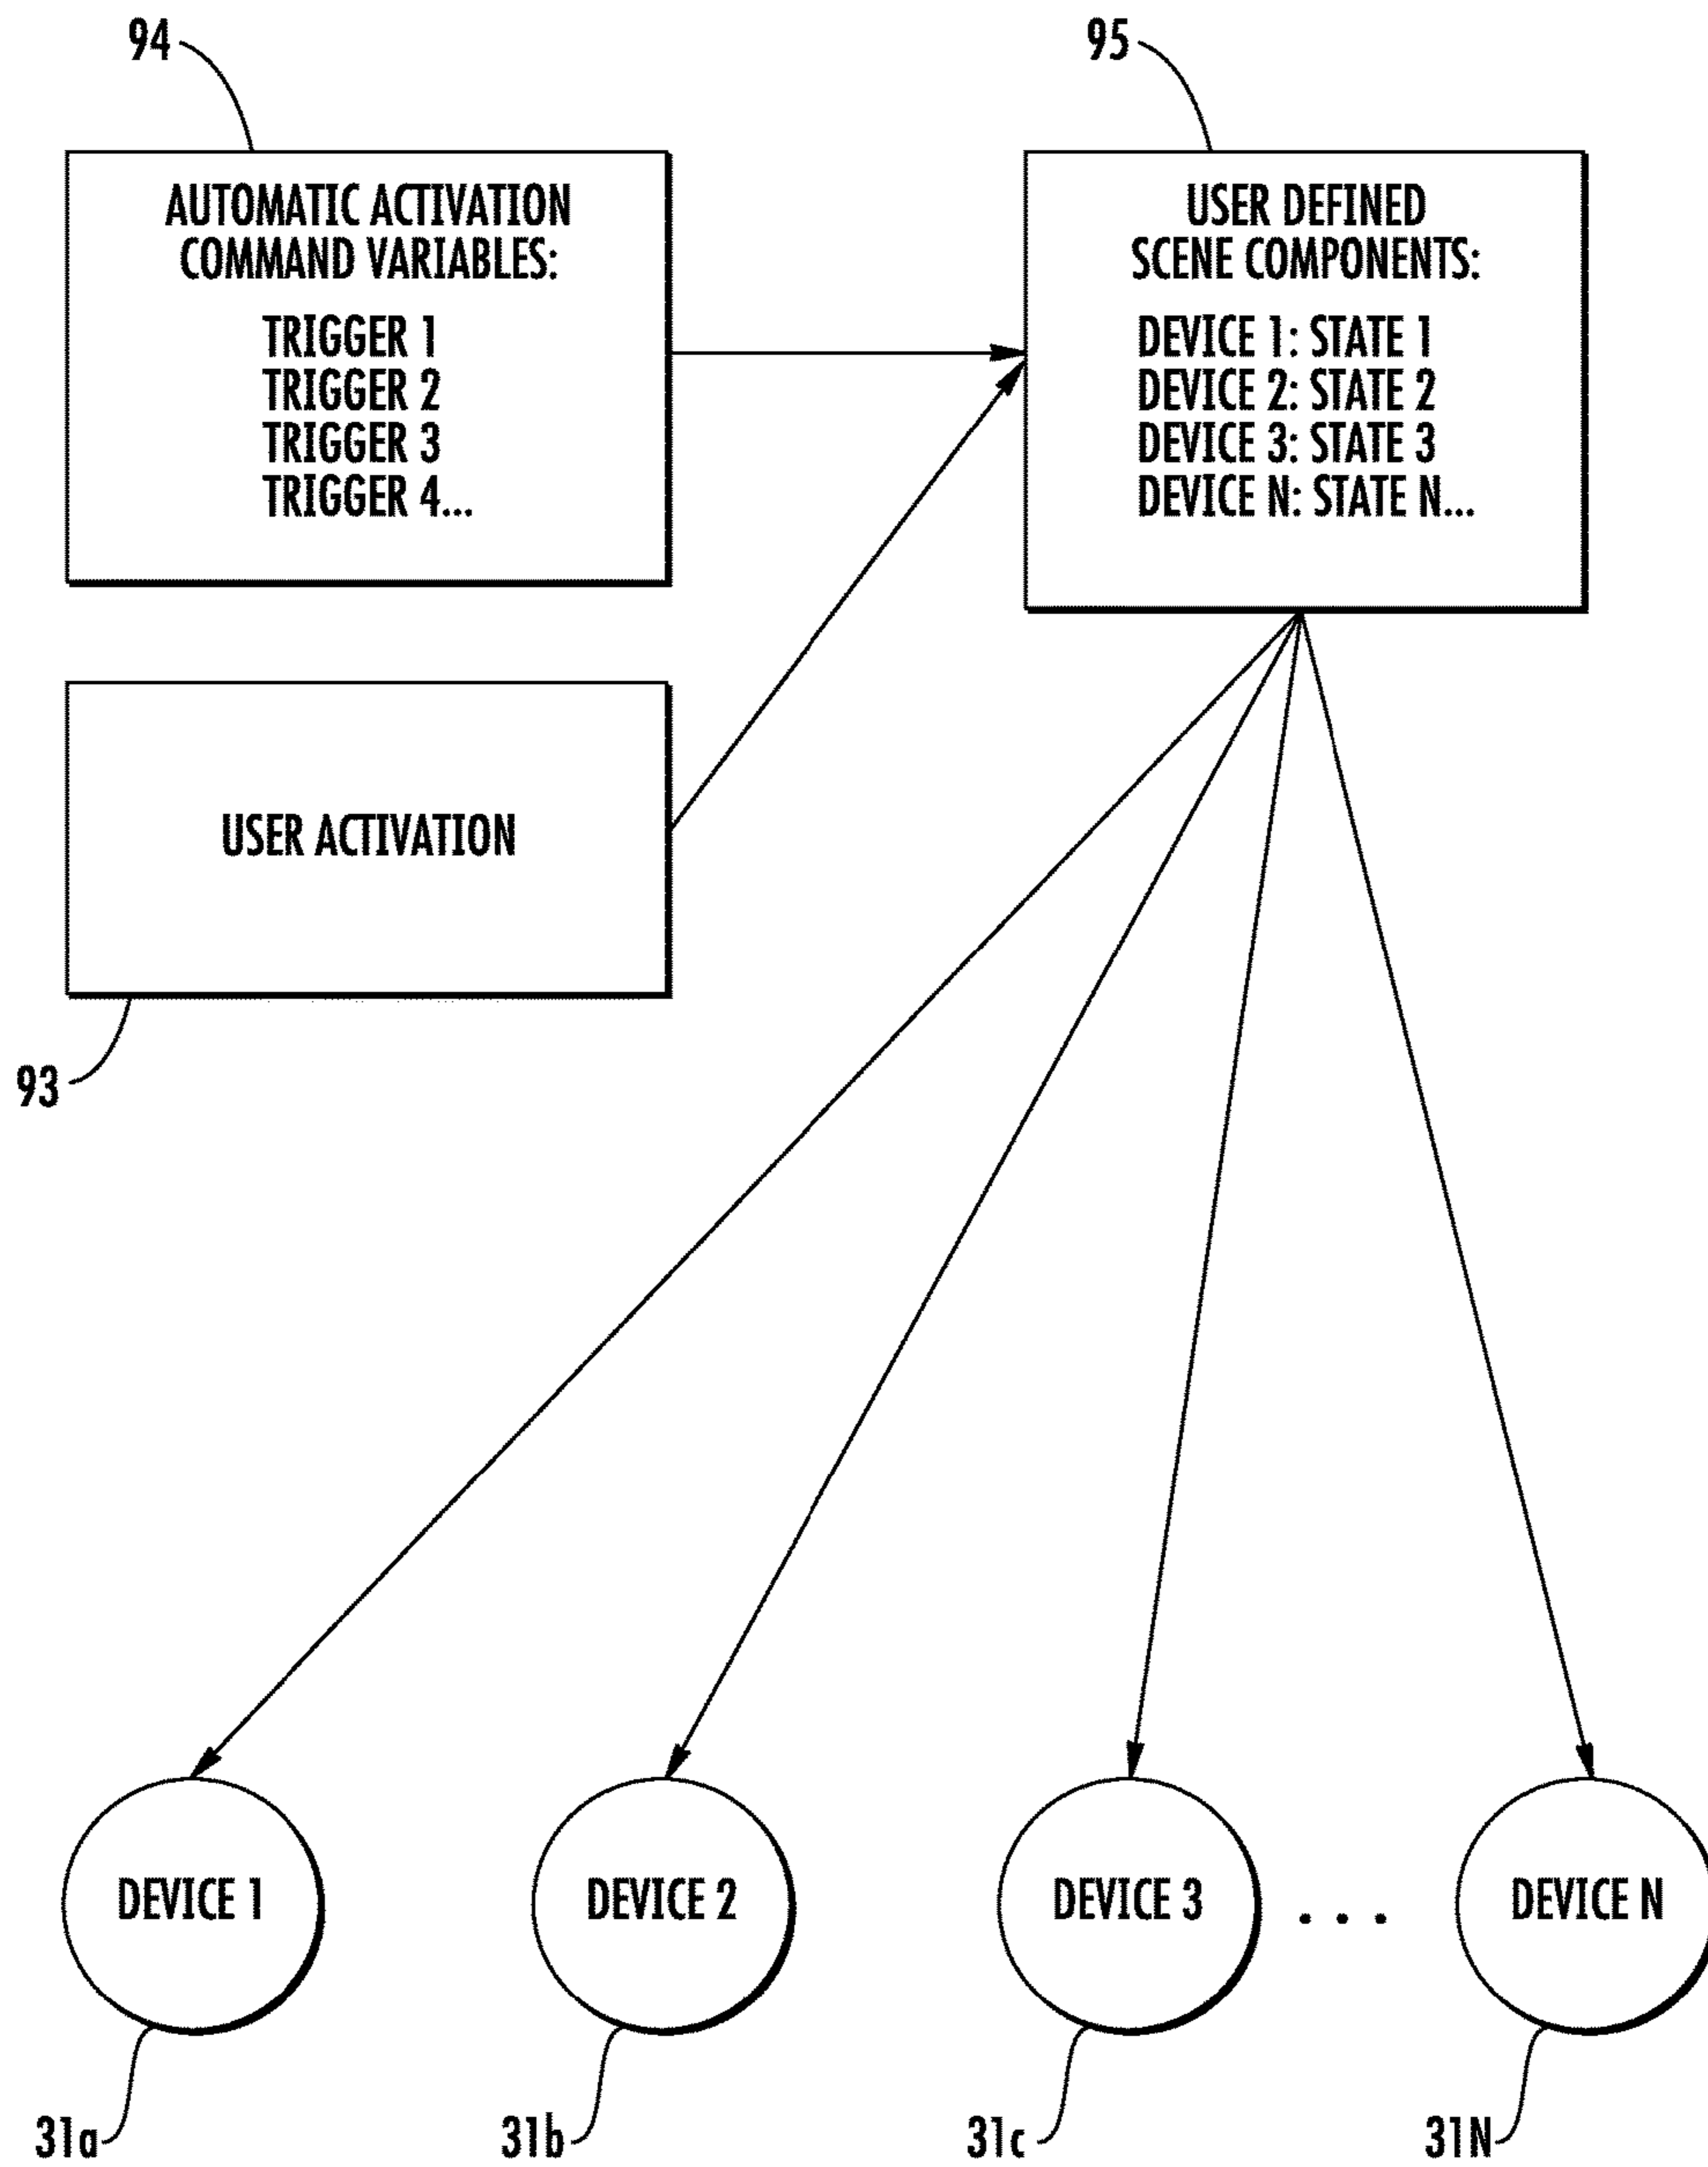 94
95
AUTOMATIC ACTIVATION
COMMAND VARIABLES:
TRIGGER 1
TRIGGER 2
TRIGGER 3
TRIGGER 4...
USER DEFINED
SCENE COMPONENTS:
DEVICE 1: STATE 1
DEVICE 2: STATE 2
DEVICE 3: STATE 3
DEVICE N: STATE N...
USER ACTIVATION
93
DEVICE 1
DEVICE 2
DEVICE 3
. . .
DEVICE N
31a
31b
31c
31N